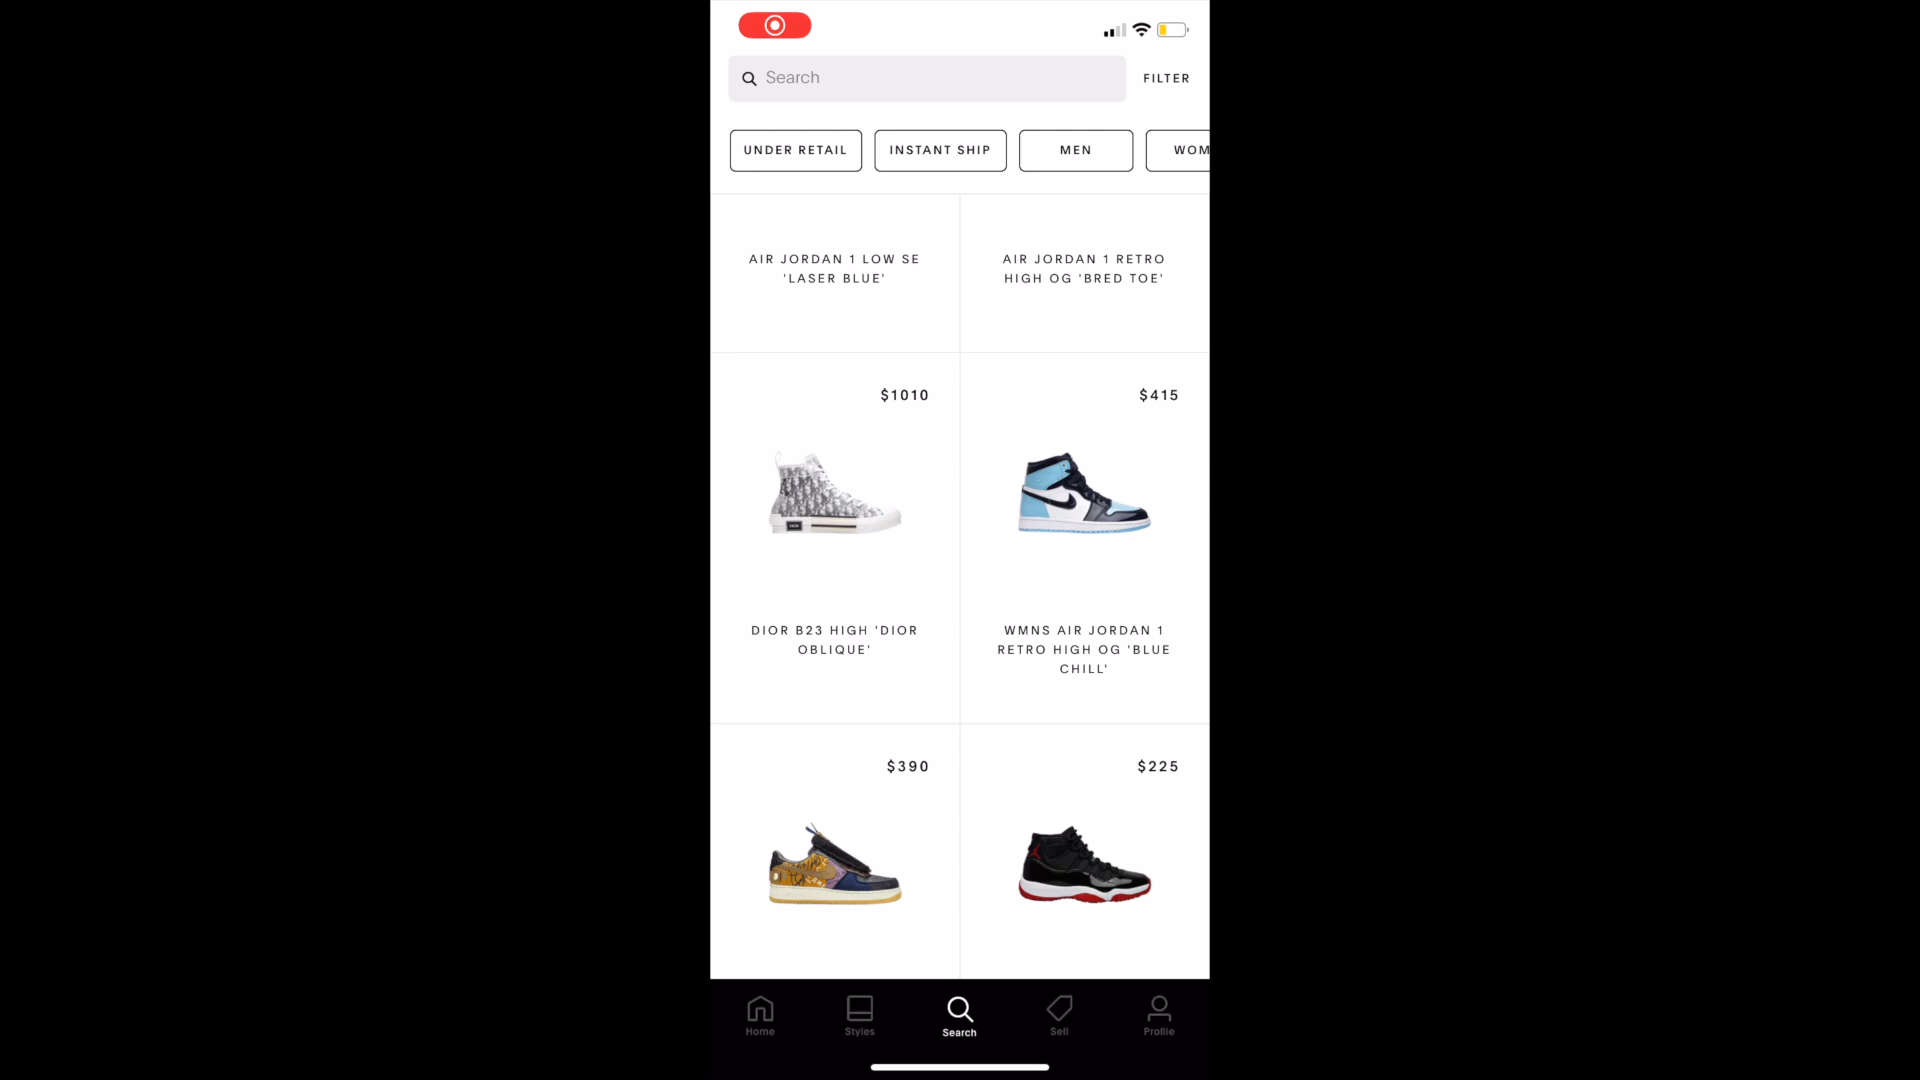 Search
FILTER
UNDER RETAIL
INSTANT SHIP
MEN
WOM
AIR JORDAN 1 LOW SE
'LASER BLUE'
AIR JORDAN 1 RETRO
HIGH OG 'BRED TOE'
$1010
$415
DIOR B23 HIGH 'DIOR
OBLIQUE'
WMNS AIR JORDAN 1
RETRO HIGH OG 'BLUE
CHILL'
$390
$225
Home
Styles
Search
Sell
Profile